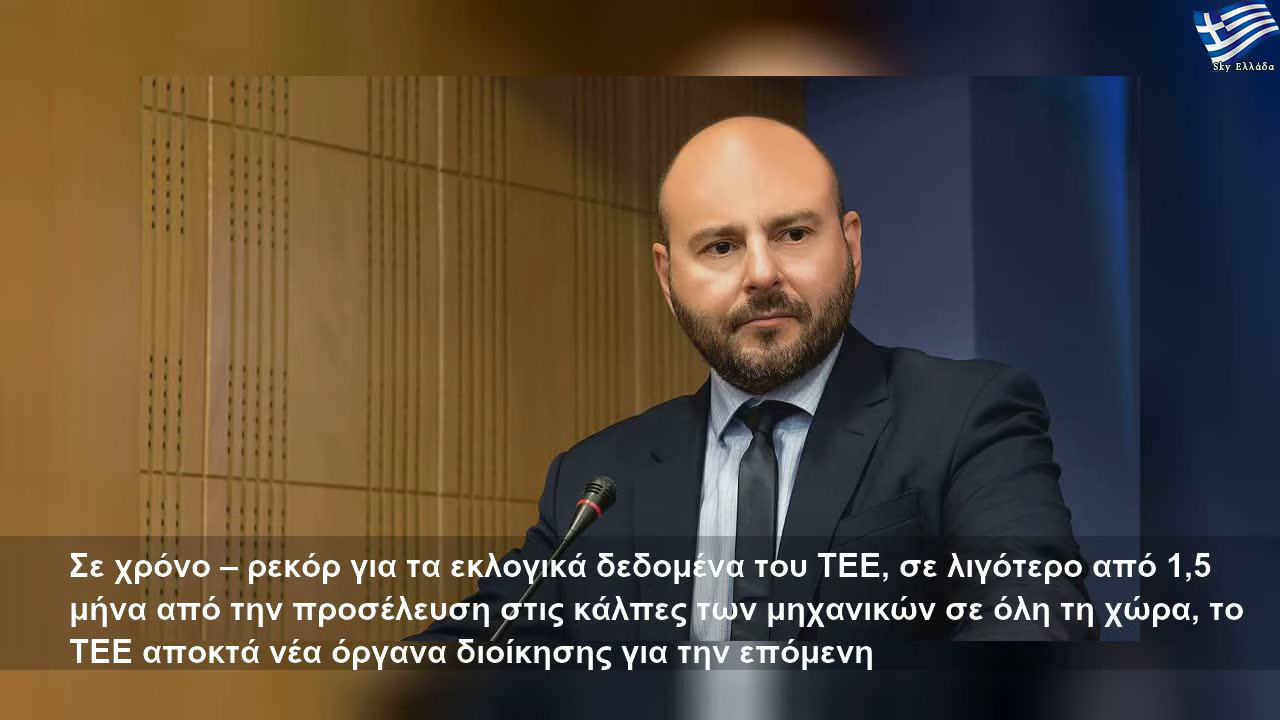 Sky Ελλάδα
Σε χρόνο – ρεκόρ για τα εκλογικά δεδομένα του ΤΕΕ, σε λιγότερο από 1,5
μήνα από την προσέλευση στις κάλπες των μηχανικών σε όλη τη χώρα, το
ΤΕΕ αποκτά νέα όργανα διοίκησης για την επόμενη